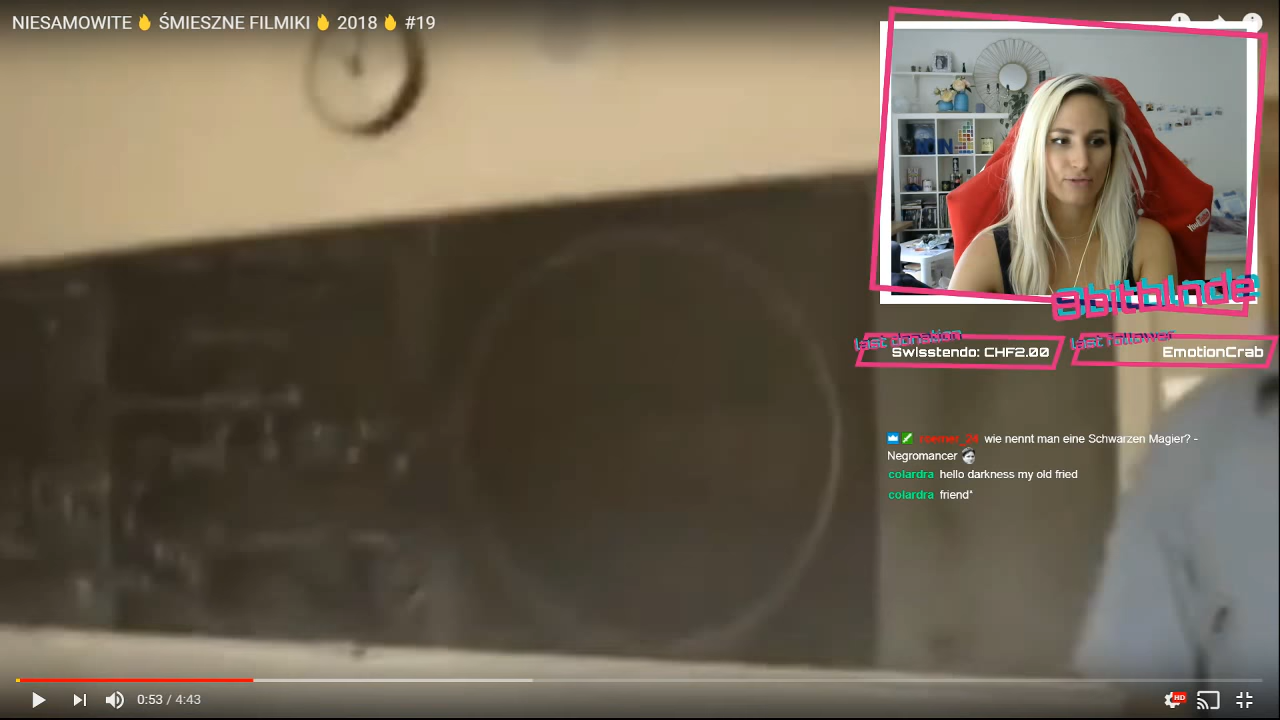 NIESAMOWITE🔥 ŚMIESZNE FILMIKI🔥 2018🔥 #19
8bitblnde
last donation
Swisstendo: CHF2.00
last follower
EmotionCrab
wie nennt man eine Schwarzen Magier? -
Negromancer
colardra hello darkness my old fried
colardra friend*
0:53 / 4:43
HD